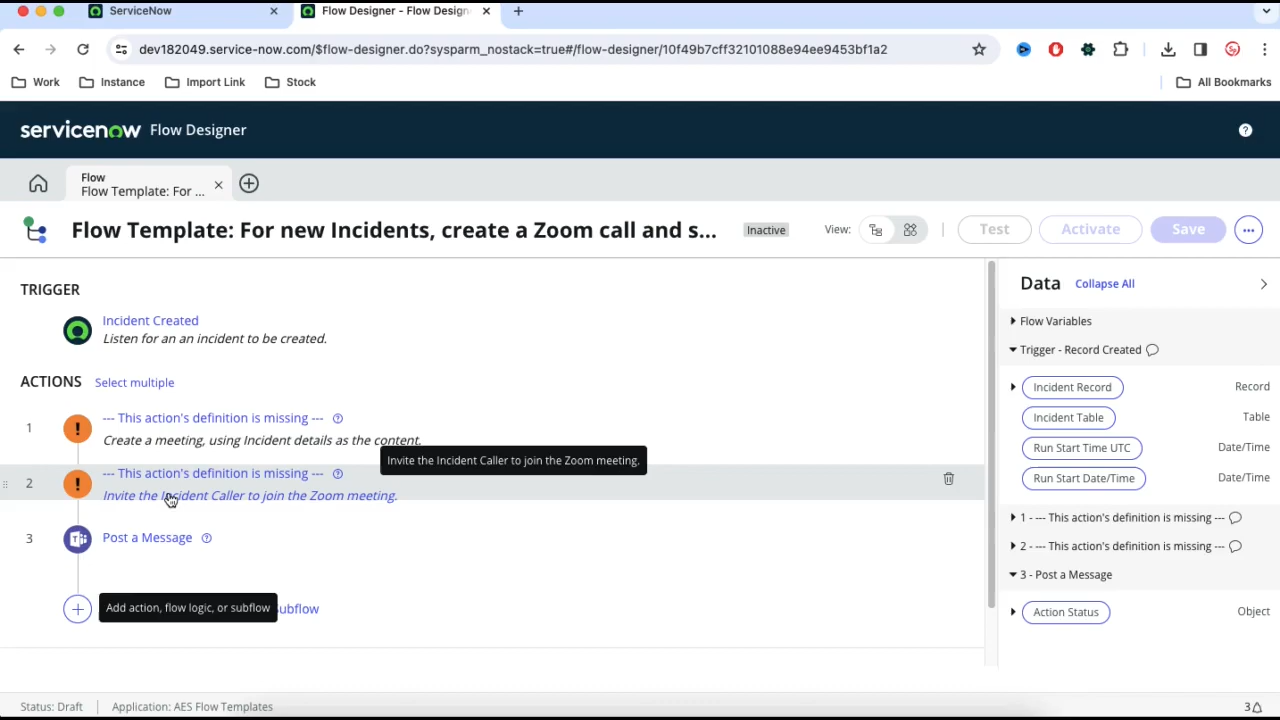 ServiceNow
Flow Designer - Flow Design
dev182049.service-now.com/$flow-designer.do?sysparm_nostack=true#/flow-designer/10f49b7cff32101088e94ee9453bf1a2
Work
Instance
Import Link
Stock
All Bookmarks
servicenow Flow Designer
Flow
Flow Template: For ...
Flow Template: For new Incidents, create a Zoom call and s...
Inactive
View:
Test
Activate
Save
TRIGGER
Incident Created
Listen for an an incident to be created.
ACTIONS Select multiple
1
--- This action's definition is missing ---
Create a meeting, using Incident details as the content.
Invite the Incident Caller to join the Zoom meeting.
2
--- This action's definition is missing ---
Invite the Incident Caller to join the Zoom meeting.
3
Post a Message
Add action, flow logic, or subflow
Subflow
Data Collapse All
Flow Variables
Trigger - Record Created
Incident Record Record
Incident Table Table
Run Start Time UTC Date/Time
Run Start Date/Time Date/Time
1 - --- This action's definition is missing ---
2 - --- This action's definition is missing ---
3 - Post a Message
Action Status Object
Status: Draft
Application: AES Flow Templates
3